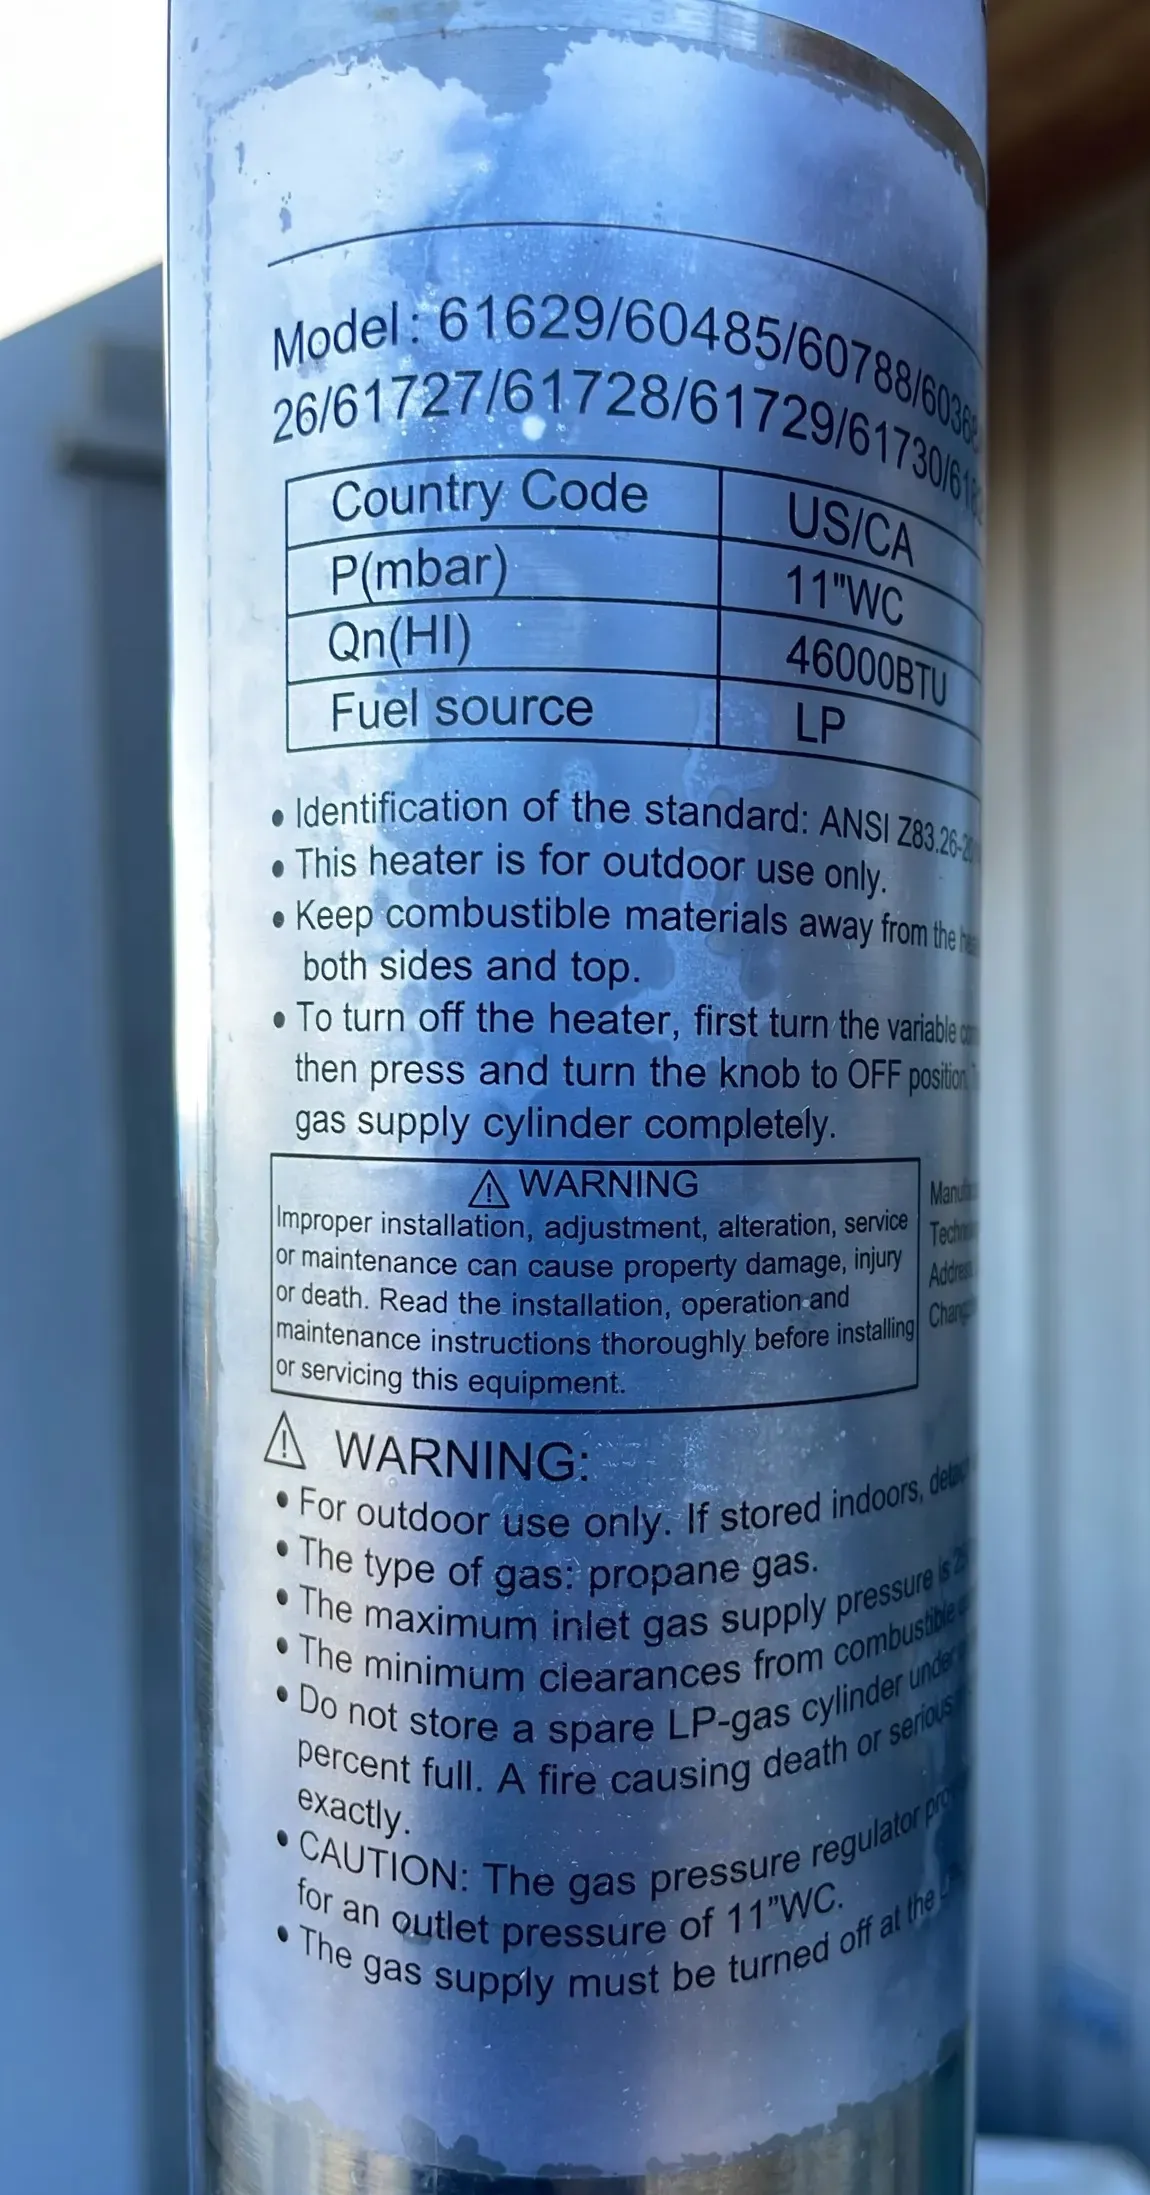 Model: 61629/60485/60788/60368
26/61727/61728/61729/61730/61
Country Code US/CA
P(mbar) 11"WC
Qn(HI) 46000BTU
Fuel source LP
• Identification of the standard: ANSI Z83.26-
• This heater is for outdoor use only.
• Keep combustible materials away from the
both sides and top.
• To turn off the heater, first turn the variable
then press and turn the knob to OFF position.
gas supply cylinder completely.
⚠ WARNING
Improper installation, adjustment, alteration, service
or maintenance can cause property damage, injury
or death. Read the installation, operation and
maintenance instructions thoroughly before installing
or servicing this equipment.
Address
⚠ WARNING:
• For outdoor use only. If stored indoors,
• The type of gas: propane gas.
• The maximum inlet gas supply pressure is
• The minimum clearances from combustible
• Do not store a spare LP-gas cylinder under
percent full. A fire causing death or serious
exactly.
• CAUTION: The gas pressure regulator
for an outlet pressure of 11”WC.
• The gas supply must be turned off at the